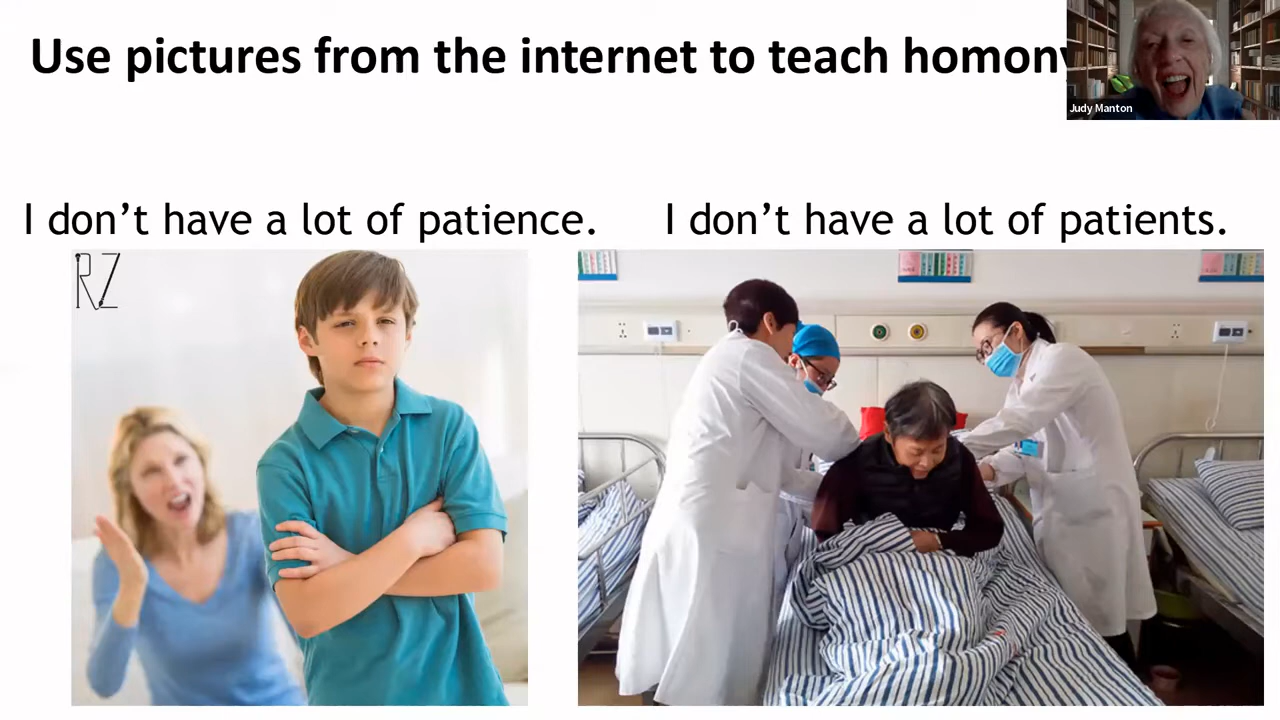 Use pictures from the internet to teach
Judy Manton
I don’t have a lot of patience.
I don’t have a lot of patients.
RZ